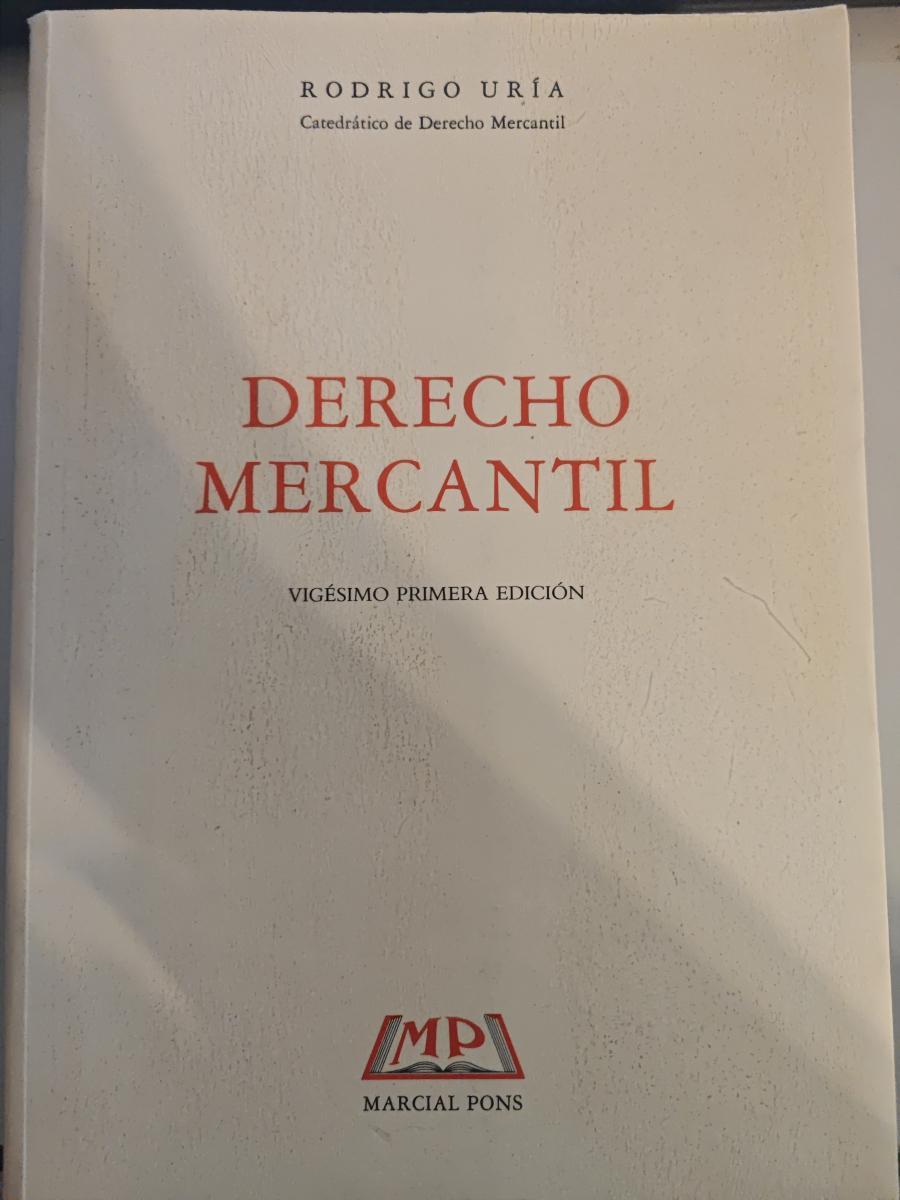 RODRIGO URÍA
Catedrático de Derecho Mercantil
DERECHO
MERCANTIL
VIGÉSIMO PRIMERA EDICIÓN
MP
MARCIAL PONS